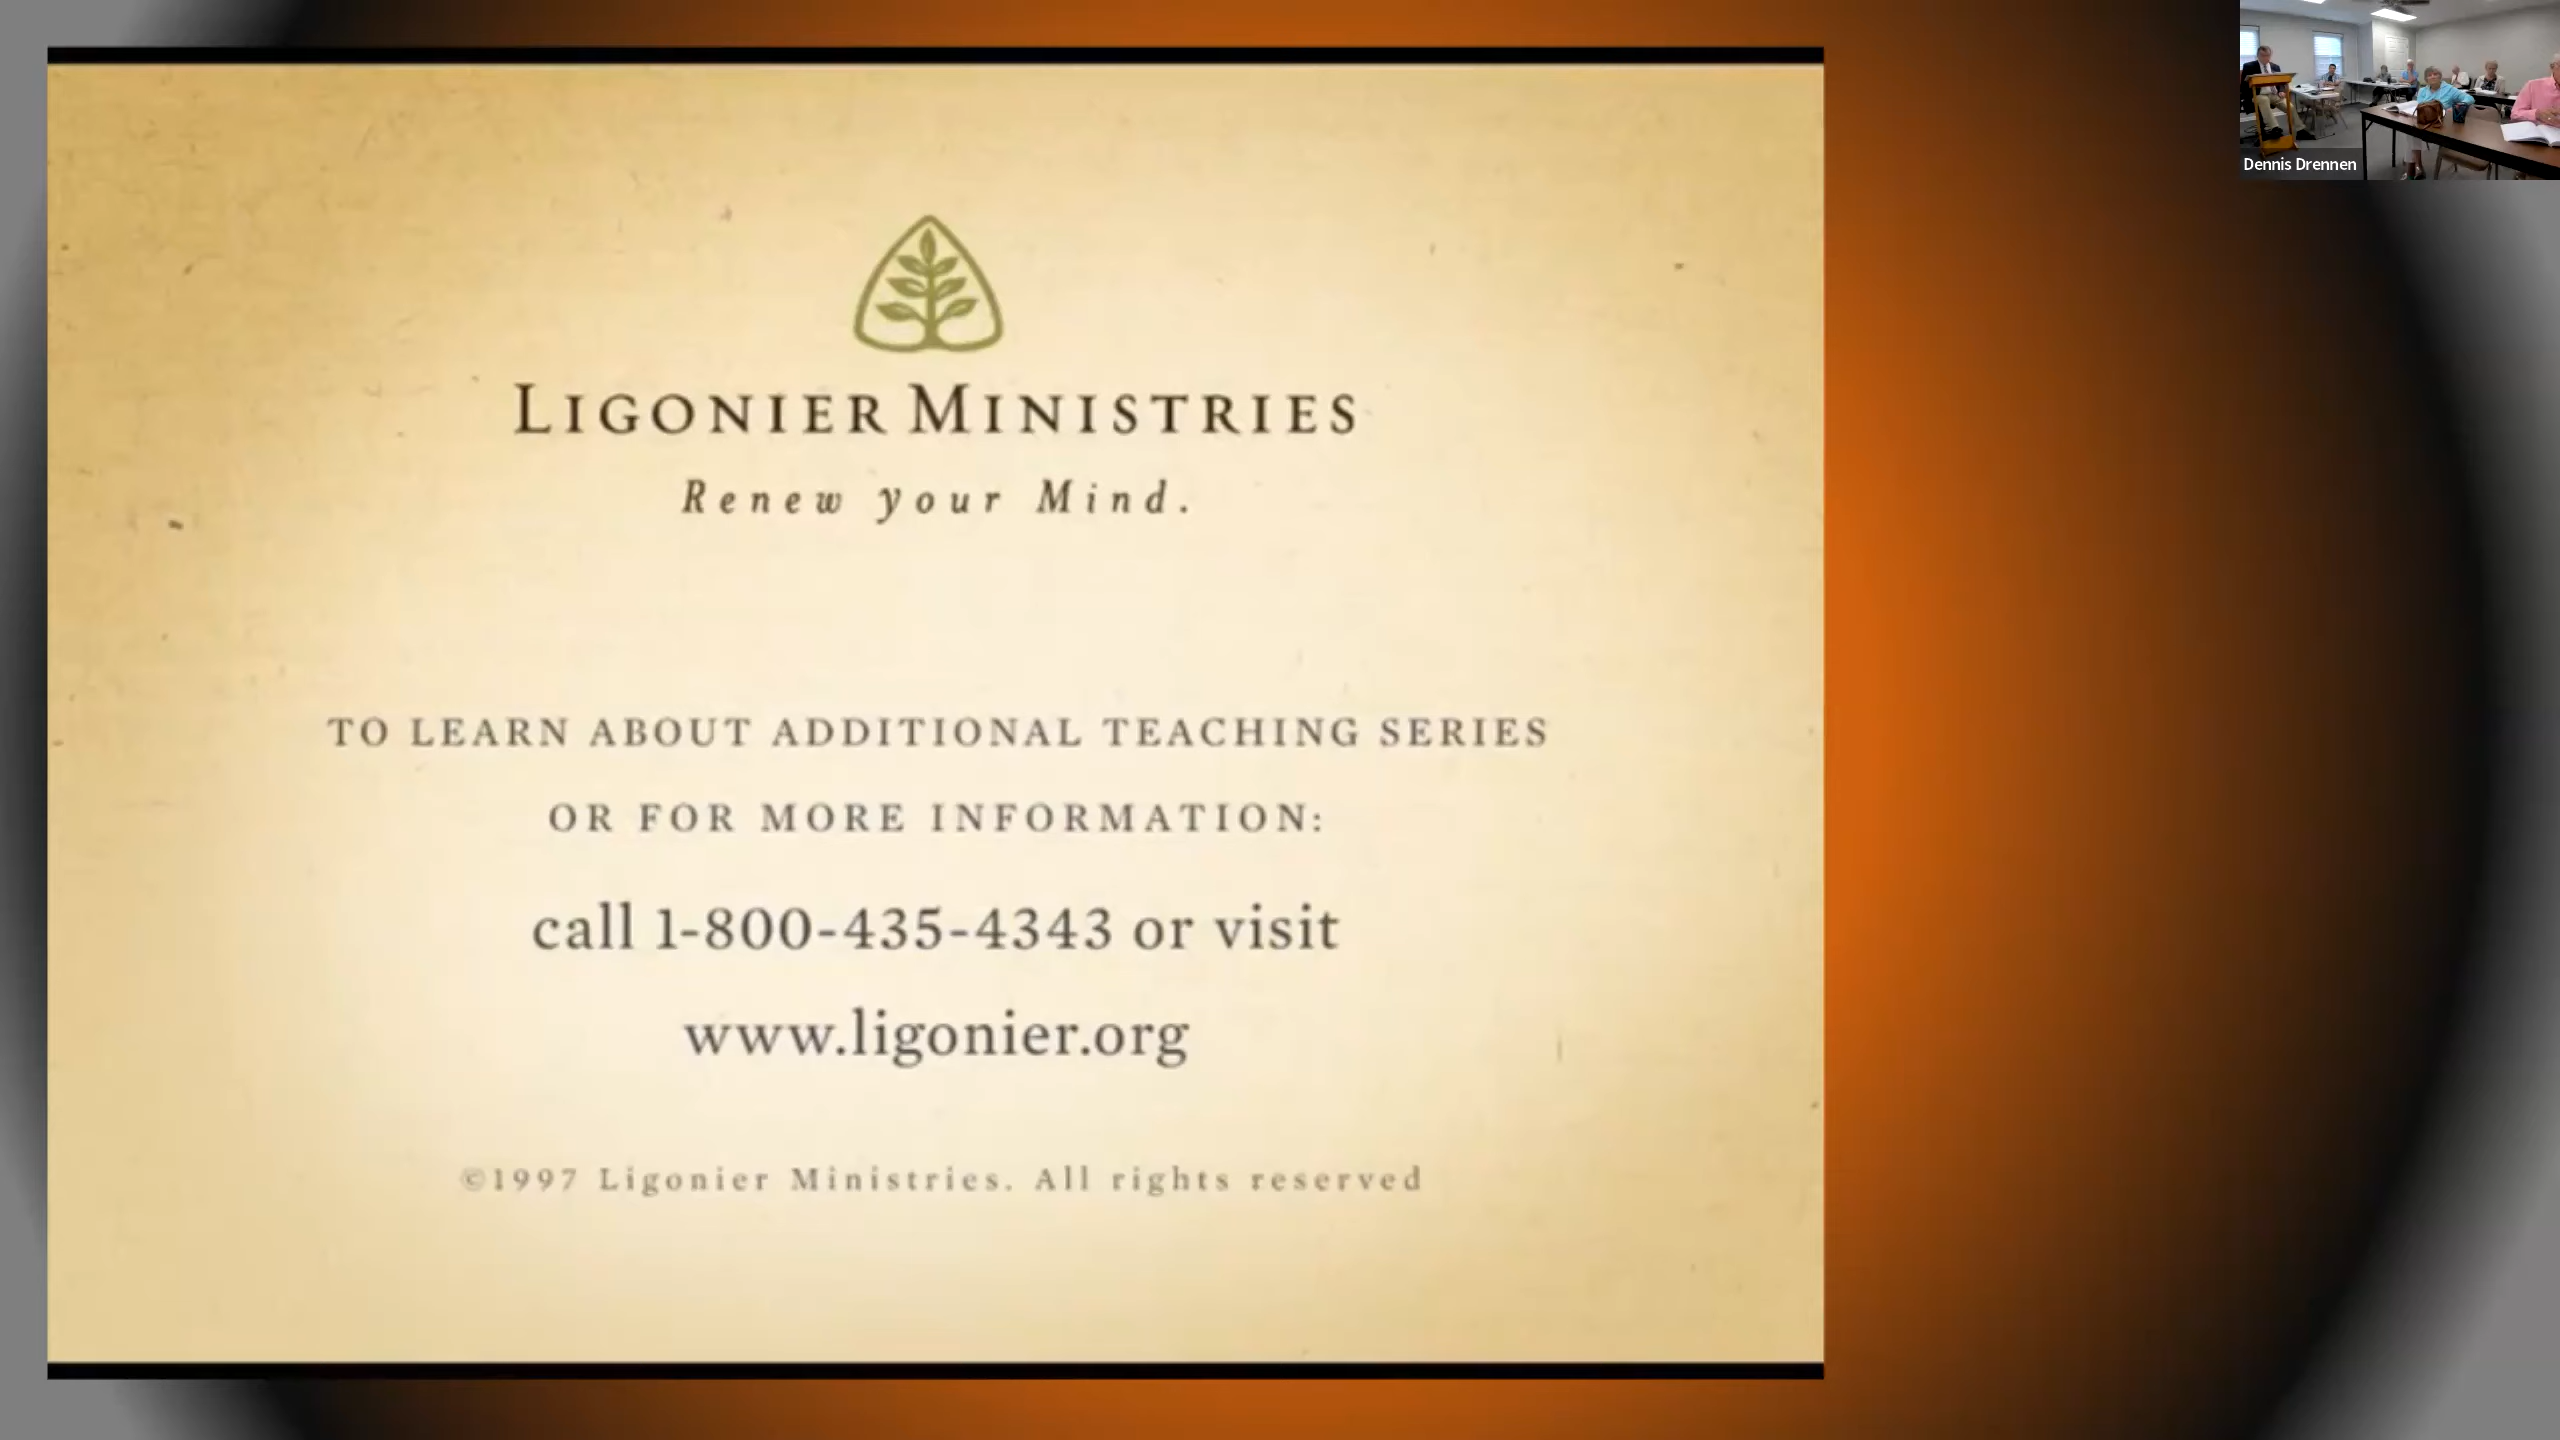 LIGONIER MINISTRIES
Renew your Mind.
TO LEARN ABOUT ADDITIONAL TEACHING SERIES
OR FOR MORE INFORMATION:
call 1-800-435-4343 or visit
www.ligonier.org
©1997 Ligonier Ministries. All rights reserved
Dennis Drennen